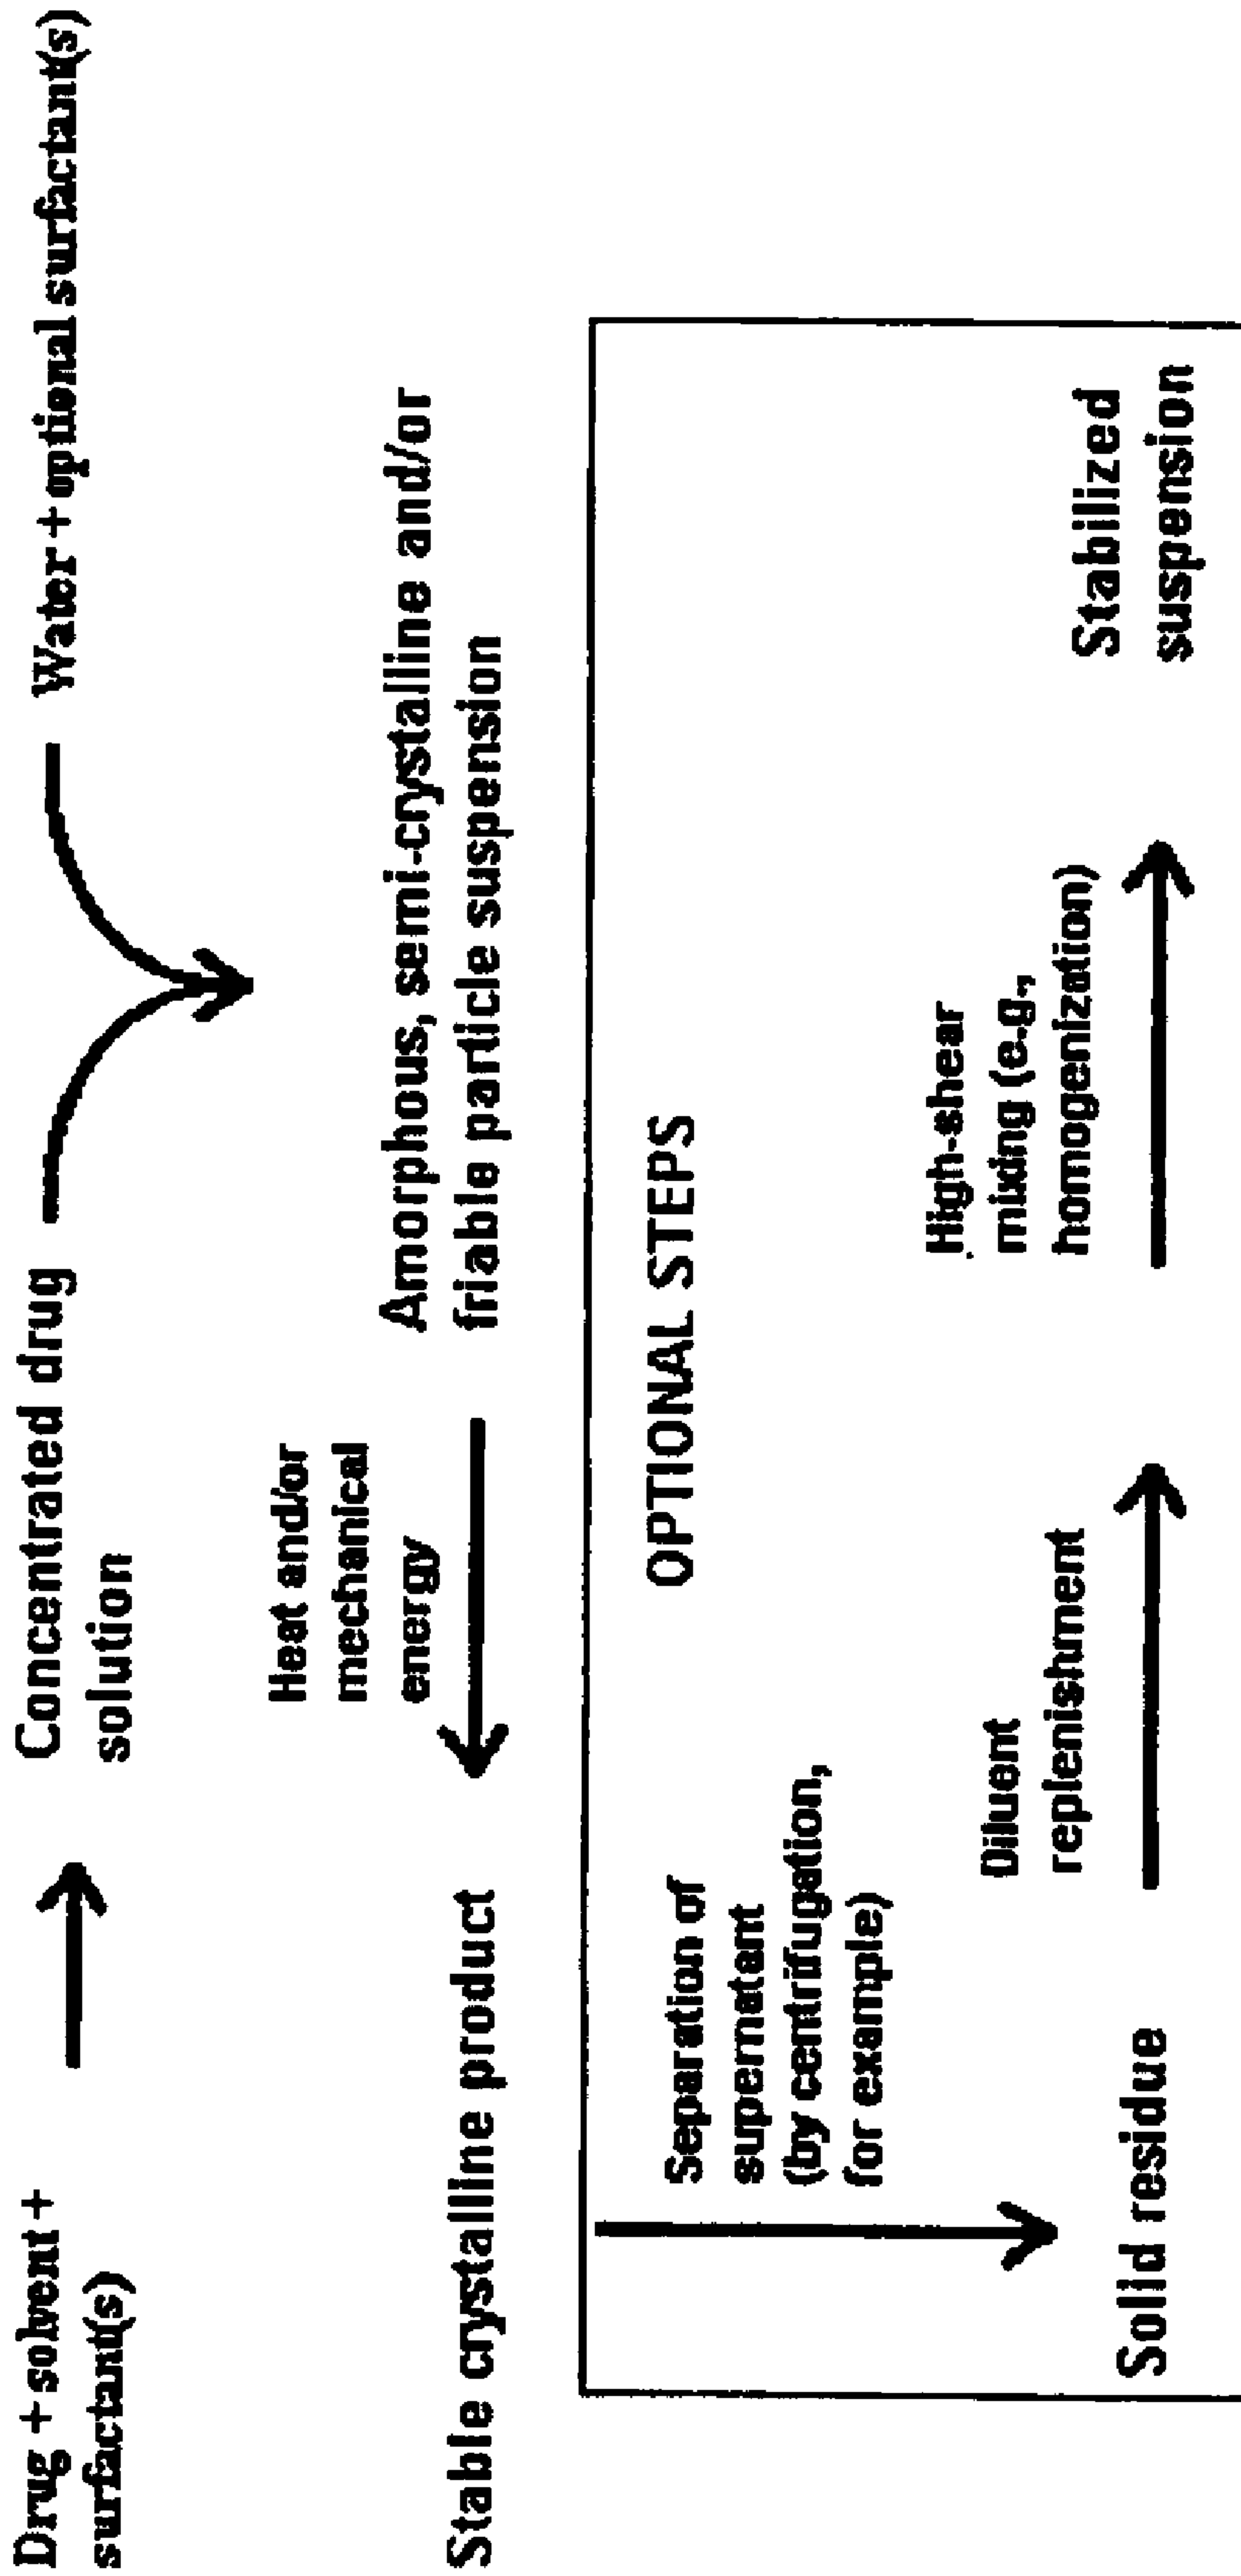 Drug + solvent +
surfactant(s)
Concentrated drug
solution
Water + optional surfactant(s)
Amorphous, semi-crystalline and/or
friable particle suspension
Heat and/or
mechanical
energy
Stable crystalline product
OPTIONAL STEPS
Separation of
supernatant
(by centrifugation,
for example)
Solid residue
Diluent
replenishment
High-shear
mixing (e.g.,
homogenization)
Stabilized
suspension